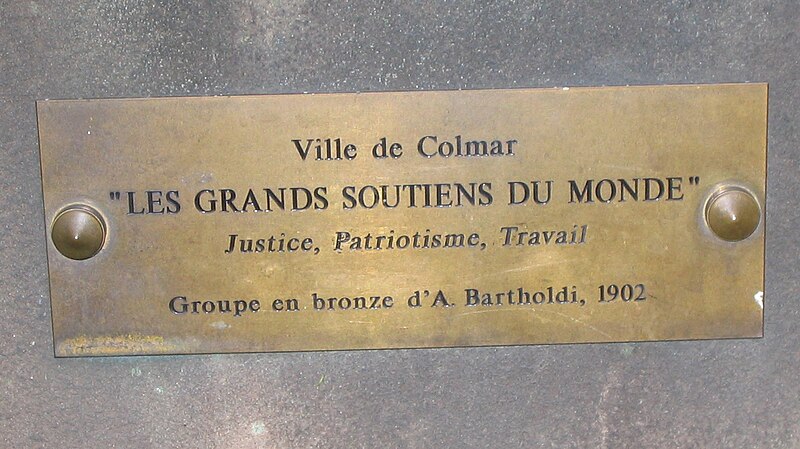 Ville de Colmar
"LES GRANDS SOUTIENS DU MONDE"
Justice, Patriotisme, Travail
Groupe en bronze d'A. Bartholdi, 1902